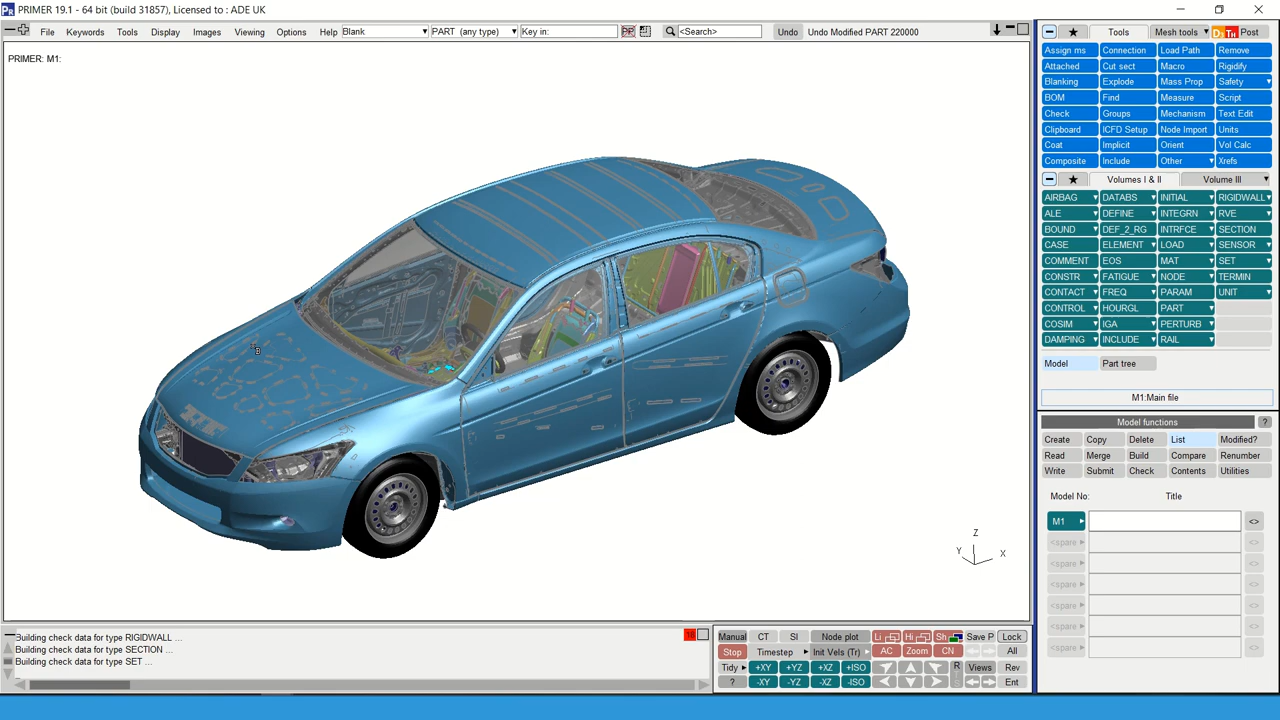 PRIMER 19.1 - 64 bit (build 31857), Licensed to : ADE UK
File Keywords Tools Display Images Viewing Options Help Blank PART (any type) Key in: <Search> Undo Undo Modified PART 220000
PRIMER: M1:
Z
Y X
Tools Mesh tools Post
Assign ms Connection Load Path Remove
Attached Cut sect Macro Rigidify
Blanking Explode Mass Prop Safety
BOM Find Measure Script
Check Groups Mechanism Text Edit
Clipboard ICFD Setup Node Import Units
Coat Implicit Orient Vol Calc
Composite Include Other Xrefs
Volumes I & II Volume III
AIRBAG DATABS INITIAL RIGIDWALL
ALE DEFINE INTEGRN RVE
BOUND DEF_2_RG INTRFCE SECTION
CASE ELEMENT LOAD SENSOR
COMMENT EOS MAT SET
CONSTR FATIGUE NODE TERMIN
CONTACT FREQ PARAM UNIT
CONTROL HOURGL PART
COSIM IGA PERTURB
DAMPING INCLUDE RAIL
Model Part tree
M1:Main file
Model functions ?
Create Copy Delete List Modified?
Read Merge Build Compare Renumber
Write Submit Check Contents Utilities
Model No: Title
M1 <>
<spare <>
<spare <>
<spare <>
<spare <>
<spare <>
<spare <>
Building check data for type RIGIDWALL ...
Building check data for type SECTION ...
Building check data for type SET ...
Manual CT SI Node plot Li Hi Sh Save P Lock
Stop Timestep Init Vels (Tr) AC Zoom CN All
Tidy +XY +YZ +XZ +ISO R Views Rev
? -XY -YZ -XZ -ISO Ent